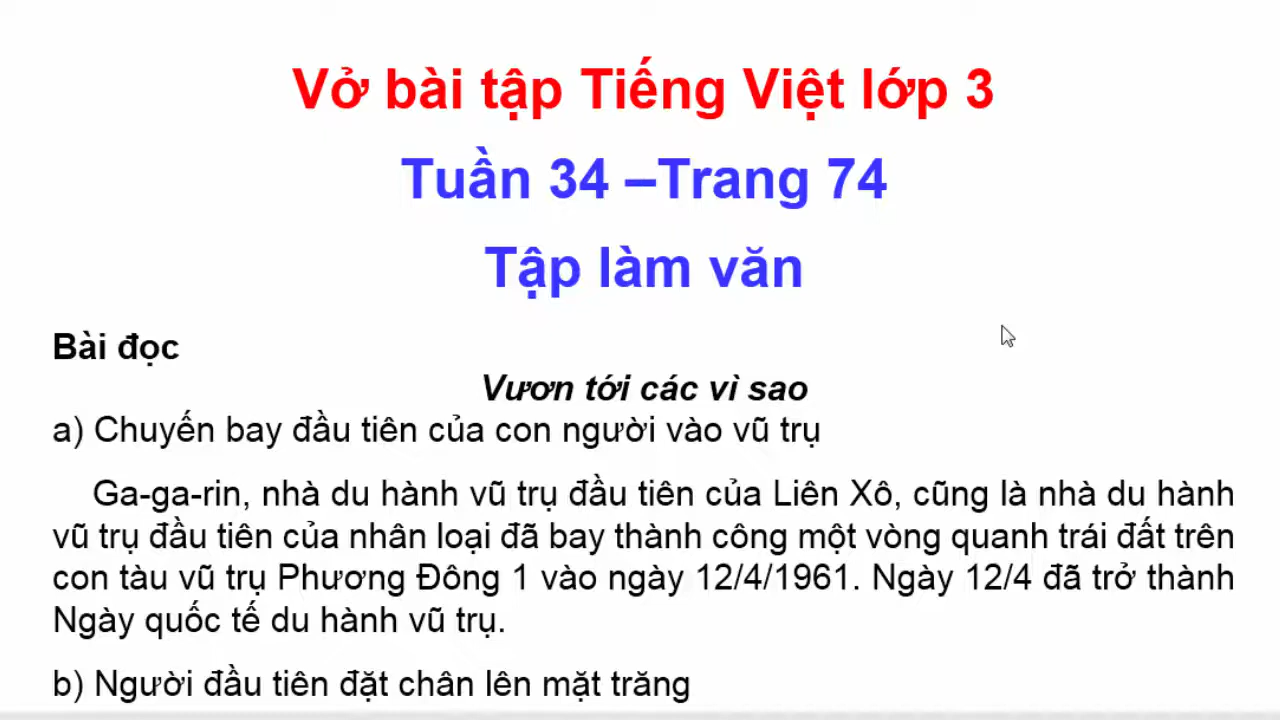 Vở bài tập Tiếng Việt lớp 3
Tuần 34 –Trang 74
Tập làm văn
Bài đọc
Vươn tới các vì sao
a) Chuyến bay đầu tiên của con người vào vũ trụ
Ga-ga-rin, nhà du hành vũ trụ đầu tiên của Liên Xô, cũng là nhà du hành
vũ trụ đầu tiên của nhân loại đã bay thành công một vòng quanh trái đất trên
con tàu vũ trụ Phương Đông 1 vào ngày 12/4/1961. Ngày 12/4 đã trở thành
Ngày quốc tế du hành vũ trụ.
b) Người đầu tiên đặt chân lên mặt trăng